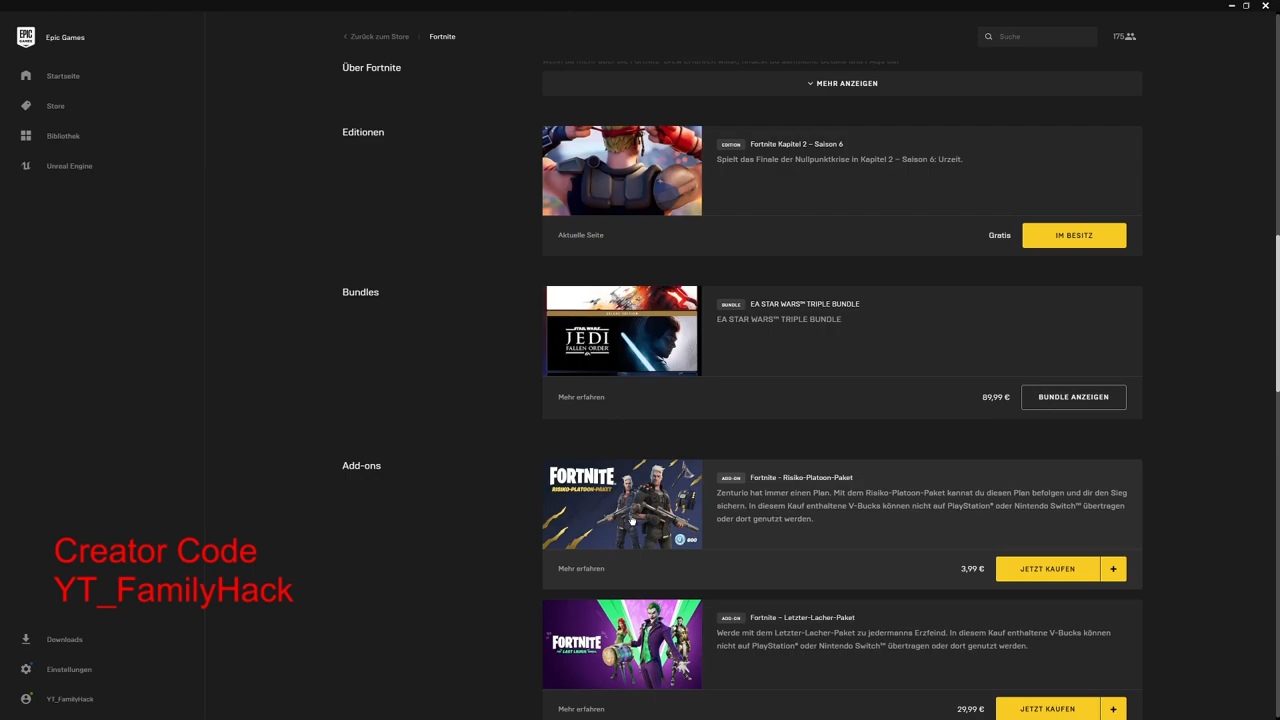 EPIC GAMES
Epic Games
Startseite
Store
Bibliothek
Unreal Engine
Zurück zum Store
Fortnite
Suche
175
Über Fortnite
MEHR ANZEIGEN
Editionen
EDITION Fortnite Kapitel 2 – Saison 6
Spielt das Finale der Nullpunktkrise in Kapitel 2 – Saison 6: Urzeit.
Aktuelle Seite
Gratis
IM BESITZ
Bundles
STAR WARS
JEDI
FALLEN ORDER
BUNDLE EA STAR WARS™ TRIPLE BUNDLE
EA STAR WARS™ TRIPLE BUNDLE
Mehr erfahren
89,99 €
BUNDLE ANZEIGEN
Add-ons
FORTNITE
RISIKO-PLATOON-PAKET
600
ADD-ON Fortnite - Risiko-Platoon-Paket
Zenturio hat immer einen Plan. Mit dem Risiko-Platoon-Paket kannst du diesen Plan befolgen und dir den Sieg
sichern. In diesem Kauf enthaltene V-Bucks können nicht auf PlayStation® oder Nintendo Switch™ übertragen
oder dort genutzt werden.
Mehr erfahren
3,99 €
JETZT KAUFEN +
FORTNITE
LAST LAUGH
ADD-ON Fortnite – Letzter-Lacher-Paket
Werde mit dem Letzter-Lacher-Paket zu jedermanns Erzfeind. In diesem Kauf enthaltene V-Bucks können
nicht auf PlayStation® oder Nintendo Switch™ übertragen oder dort genutzt werden.
Mehr erfahren
29,99 €
JETZT KAUFEN +
Creator Code
YT_FamilyHack
Downloads
Einstellungen
YT_FamilyHack